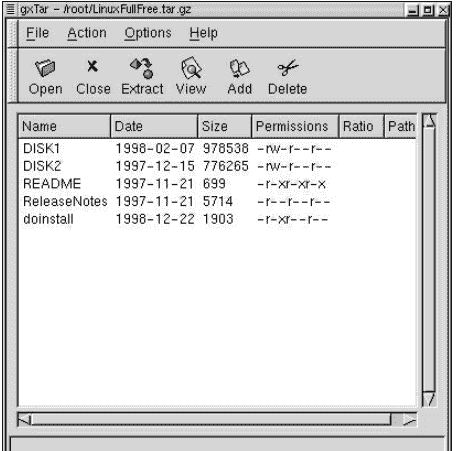 gxTar - /root/LinuxFullFree.tar.gz
File Action Options Help
Open Close Extract View Add Delete
Name Date Size Permissions Ratio Path
DISK1 1998-02-07 978538 -rw-r--r--
DISK2 1997-12-15 776265 -rw-r--r--
README 1997-11-21 699 -r-xr-xr-x
ReleaseNotes 1997-11-21 5714 -r--r--r--
doinstall 1998-12-22 1903 -r-xr--r--